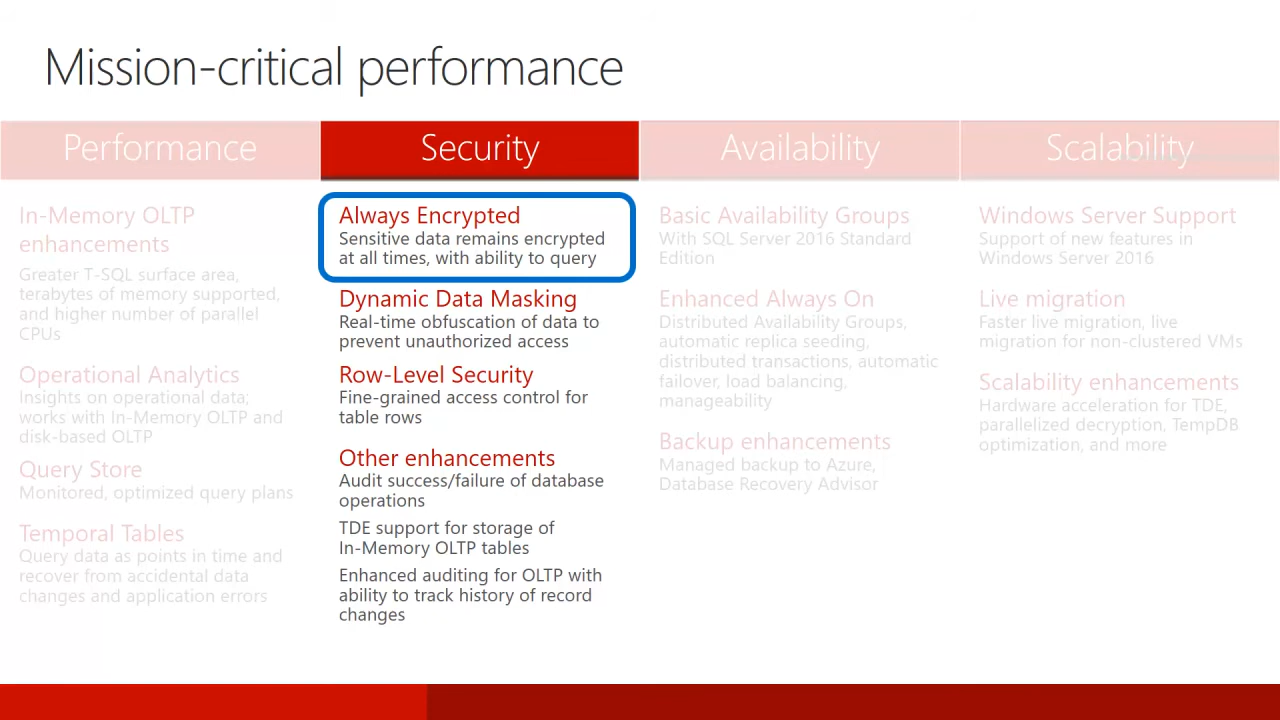 Mission-critical performance
Performance
In-Memory OLTP
enhancements
Greater T-SQL surface area,
terabytes of memory supported,
and higher number of parallel
CPUs
Operational Analytics
Insights on operational data;
works with In-Memory OLTP and
disk-based OLTP
Query Store
Monitored, optimized query plans
Temporal Tables
Query data as points in time and
recover from accidental data
changes and application errors
Security
Always Encrypted
Sensitive data remains encrypted
at all times, with ability to query
Dynamic Data Masking
Real-time obfuscation of data to
prevent unauthorized access
Row-Level Security
Fine-grained access control for
table rows
Other enhancements
Audit success/failure of database
operations
TDE support for storage of
In-Memory OLTP tables
Enhanced auditing for OLTP with
ability to track history of record
changes
Availability
Basic Availability Groups
With SQL Server 2016 Standard
Edition
Enhanced Always On
Distributed Availability Groups,
automatic replica seeding,
distributed transactions, automatic
failover, load balancing,
manageability
Backup enhancements
Managed backup to Azure,
Database Recovery Advisor
Scalability
Windows Server Support
Support of new features in
Windows Server 2016
Live migration
Faster live migration, live
migration for non-clustered VMs
Scalability enhancements
Hardware acceleration for TDE,
parallelized decryption, TempDB
optimization, and more